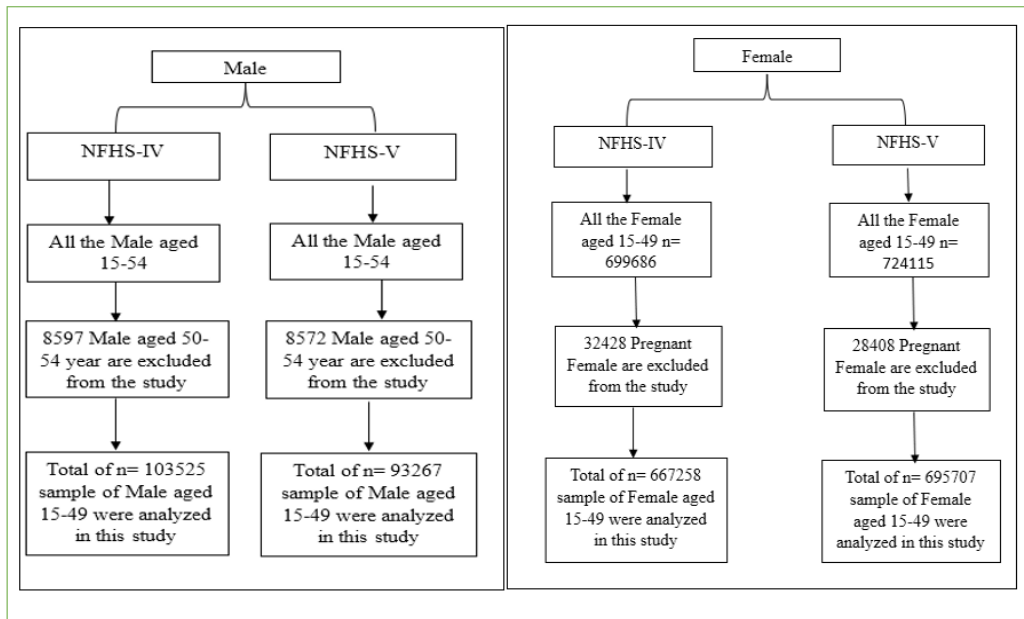 Male
NFHS-IV
NFHS-V
All the Male aged
15-54
All the Male aged
15-54
8597 Male aged 50-
54 year are excluded
from the study
8572 Male aged 50-
54 year are excluded
from the study
Total of n= 103525
sample of Male aged
15-49 were analyzed
in this study
Total of n= 93267
sample of Male aged
15-49 were analyzed
in this study
Female
NFHS-IV
NFHS-V
All the Female
aged 15-49 n=
699686
All the Female
aged 15-49 n=
724115
32428 Pregnant
Female are excluded
from the study
28408 Pregnant
Female are excluded
from the study
Total of n= 667258
sample of Female aged
15-49 were analyzed
in this study
Total of n= 695707
sample of Female
aged 15-49 were
analyzed in this study